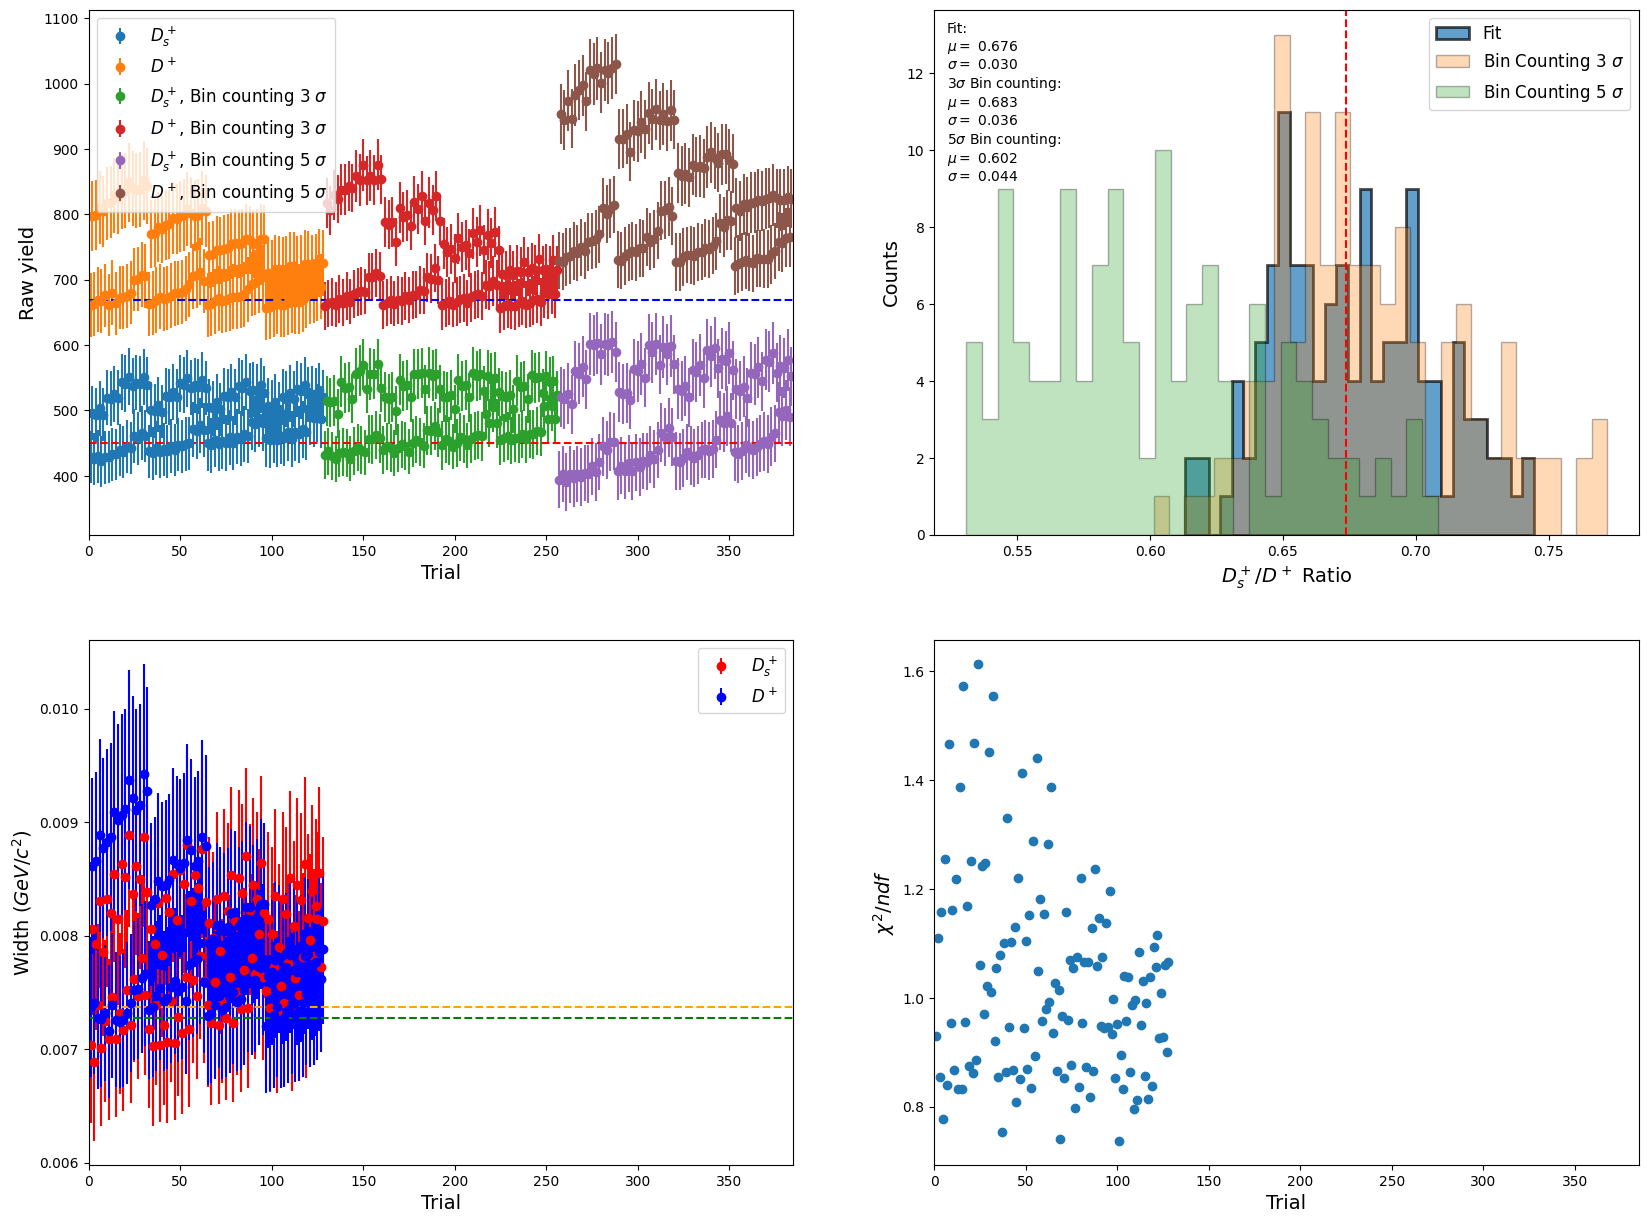 1100
1000
900
800
700
600
500
400
Raw yield
0 50 100 150 200 250 300 350
Trial
$D_s^+$
$D^+$
$D_s^+$, Bin counting 3 σ
$D^+$, Bin counting 3 σ
$D_s^+$, Bin counting 5 σ
$D^+$, Bin counting 5 σ
Fit:
μ = 0.676
σ = 0.030
3σ Bin counting:
μ = 0.683
σ = 0.036
5σ Bin counting:
μ = 0.602
σ = 0.044
Fit
Bin Counting 3 σ
Bin Counting 5 σ
12
10
8
6
4
2
0
Counts
0.55 0.60 0.65 0.70 0.75
$D_s^+/D^+$ Ratio
0.010
0.009
0.008
0.007
0.006
Width ($GeV/c^2$)
$D_s^+$
$D^+$
0 50 100 150 200 250 300 350
Trial
1.6
1.4
1.2
1.0
0.8
$χ^2/ndf$
0 50 100 150 200 250 300 350
Trial